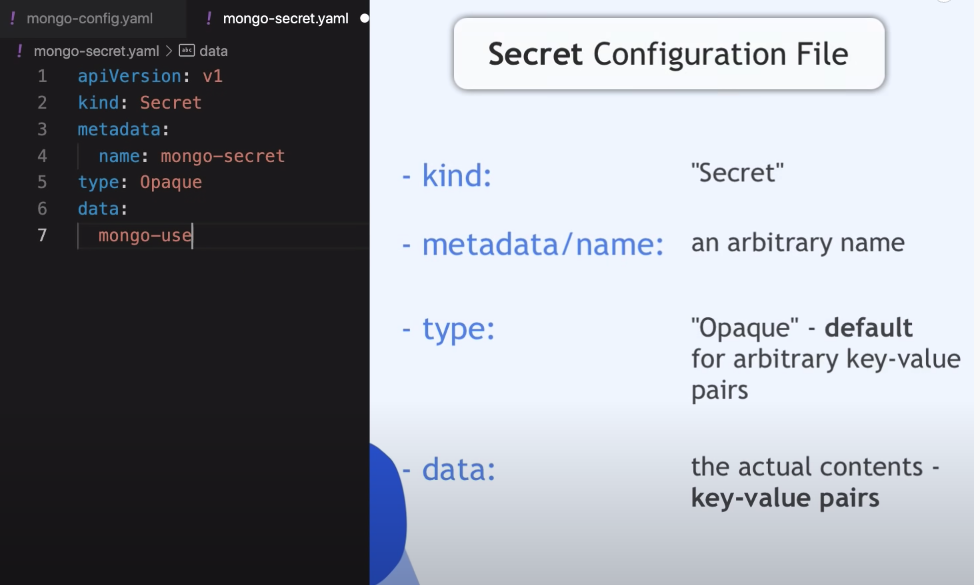 ! mongo-config.yaml
! mongo-secret.yaml ●
! mongo-secret.yaml > abc data
1 apiVersion: v1
2 kind: Secret
3 metadata:
4 name: mongo-secret
5 type: Opaque
6 data:
7 mongo-use
Secret Configuration File
- kind: "Secret"
- metadata/name: an arbitrary name
- type: "Opaque" - default
for arbitrary key-value
pairs
- data: the actual contents -
key-value pairs